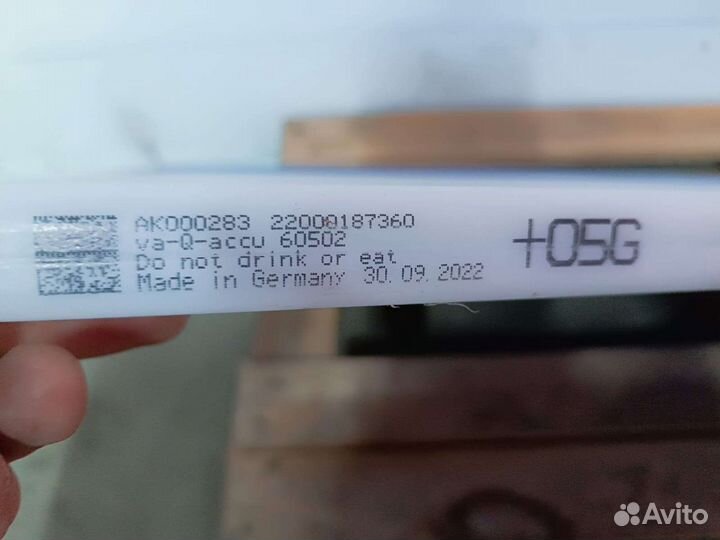 AK000283 22000187360
va-Q-accu 60502
Do not drink or eat
Made in Germany 30.09.2022
+05G
Avito